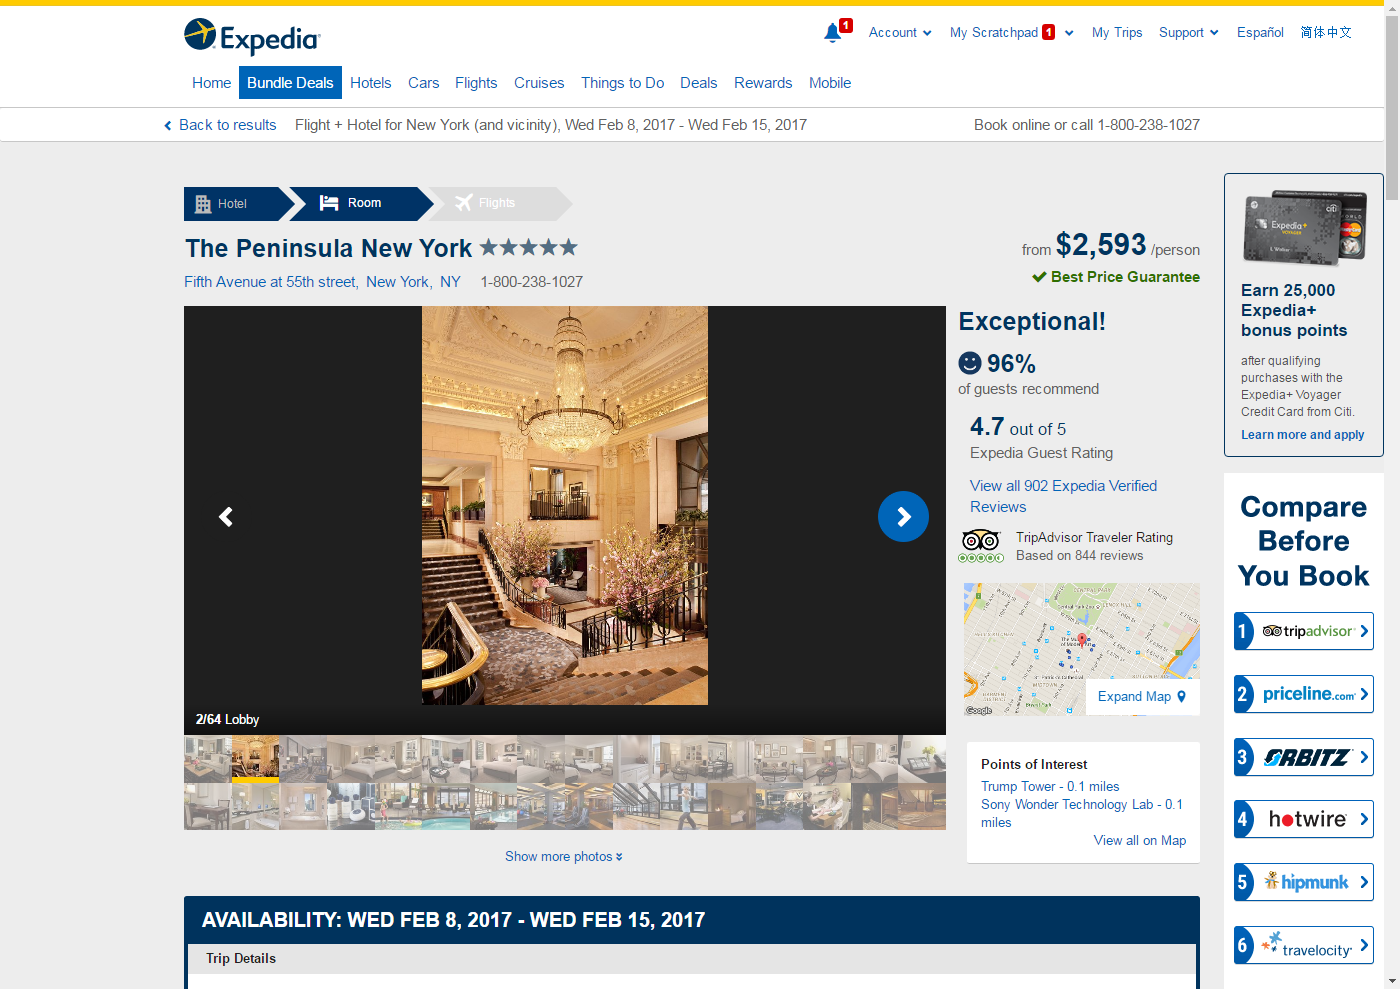 Expedia
1
Account
My Scratchpad 1
My Trips
Support
Español
简体中文
Home
Bundle Deals
Hotels
Cars
Flights
Cruises
Things to Do
Deals
Rewards
Mobile
Back to results
Flight + Hotel for New York (and vicinity), Wed Feb 8, 2017 - Wed Feb 15, 2017
Book online or call 1-800-238-1027
Hotel
Room
Flights
The Peninsula New York
from $2,593 /person
Fifth Avenue at 55th street, New York, NY 1-800-238-1027
Best Price Guarantee
2/64 Lobby
Show more photos
Exceptional!
96%
of guests recommend
4.7 out of 5
Expedia Guest Rating
View all 902 Expedia Verified
Reviews
TripAdvisor Traveler Rating
Based on 844 reviews
Google
Expand Map
Points of Interest
Trump Tower - 0.1 miles
Sony Wonder Technology Lab - 0.1
miles
View all on Map
AVAILABILITY: WED FEB 8, 2017 - WED FEB 15, 2017
Trip Details
citi
Expedia+
VOYAGER
Earn 25,000
Expedia+
bonus points
after qualifying
purchases with the
Expedia+ Voyager
Credit Card from Citi.
Learn more and apply
Compare
Before
You Book
1 tripadvisor
2 priceline.com
3 ORBITZ
4 hotwire
5 hipmunk
6 travelocity